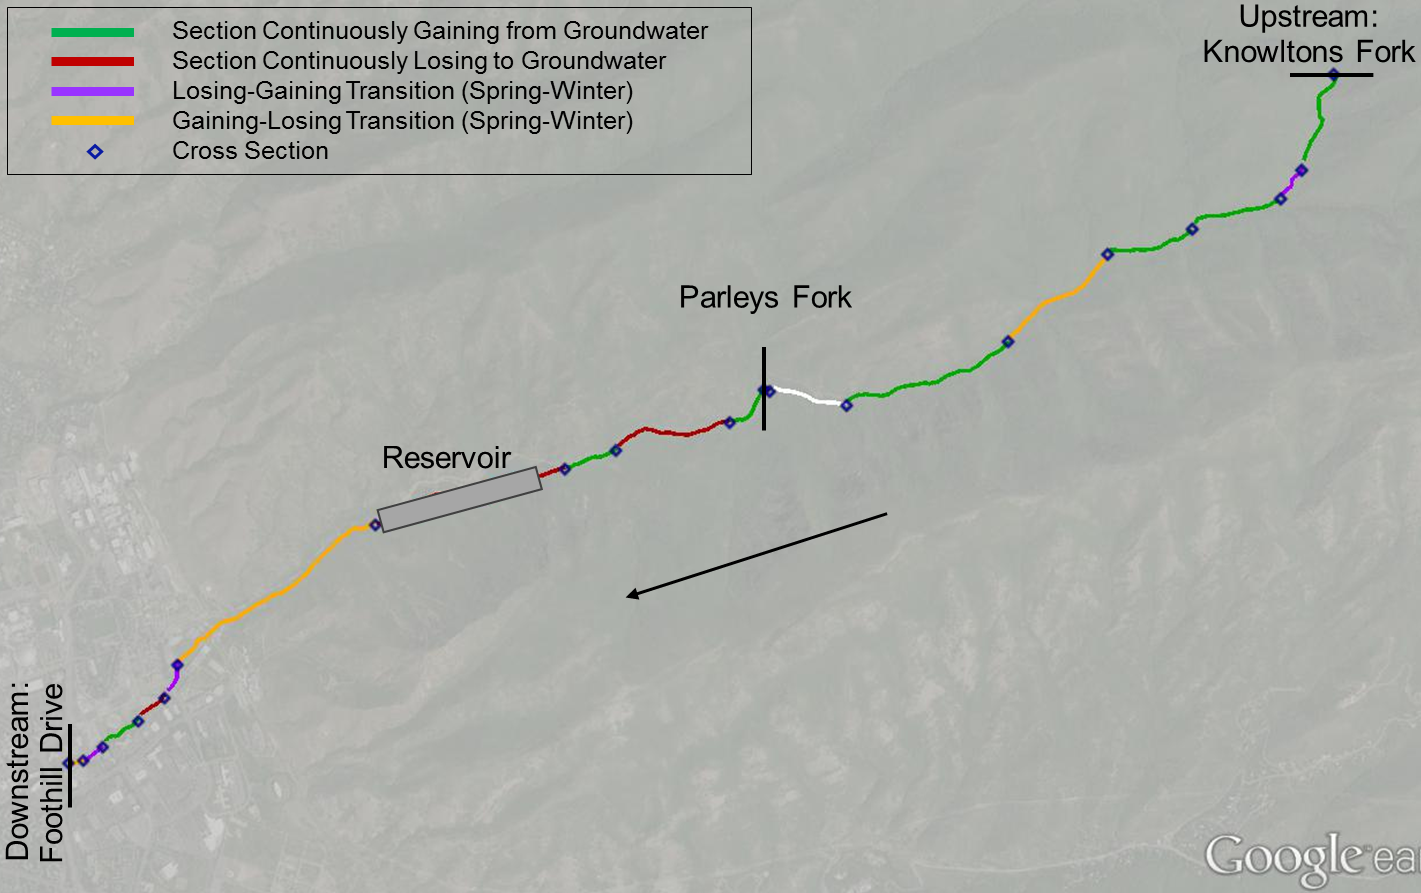 Section Continuously Gaining from Groundwater
Section Continuously Losing to Groundwater
Losing-Gaining Transition (Spring-Winter)
Gaining-Losing Transition (Spring-Winter)
Cross Section
Upstream:
Knowltons Fork
Parleys Fork
Reservoir
Downstream:
Foothill Drive
Google ea